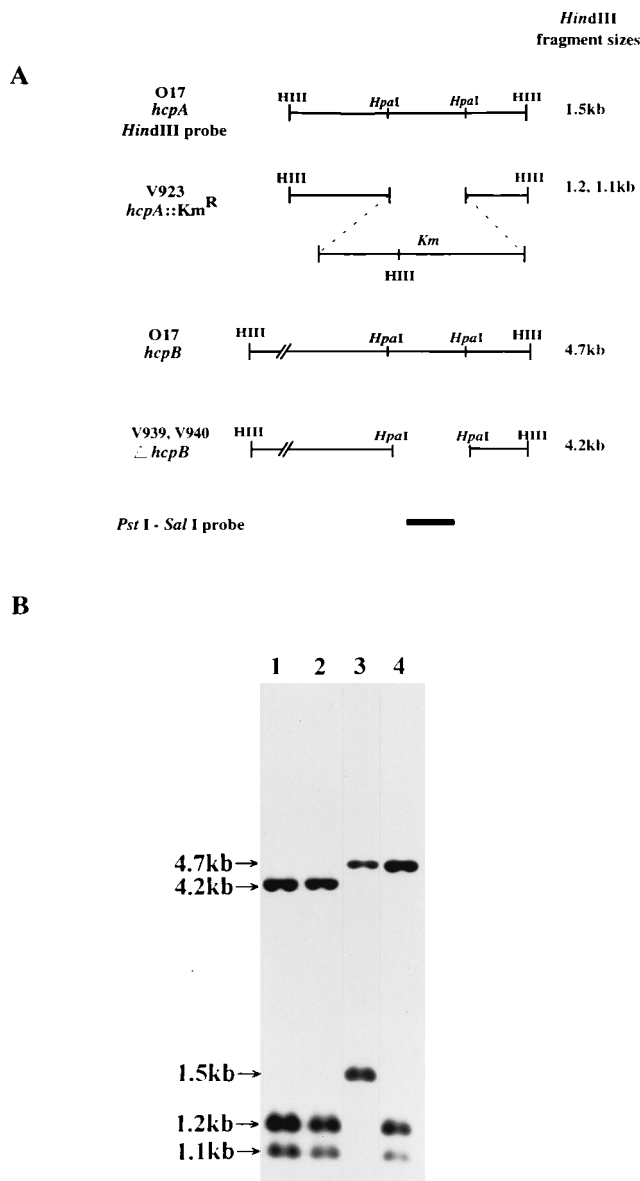 HindIII
fragment sizes
A
O17
hcpA
HindIII probe
HIII HpaI HpaI HIII
1.5kb
V923
hcpA::Km^R
HIII HIII
1.2, 1.1kb
Km
HIII
O17
hcpB
HIII HpaI HpaI HIII
4.7kb
V939, V940
△ hcpB
HIII HpaI HpaI HIII
4.2kb
Pst I - Sal I probe
B
1 2 3 4
4.7kb→
4.2kb→
1.5kb→
1.2kb→
1.1kb→